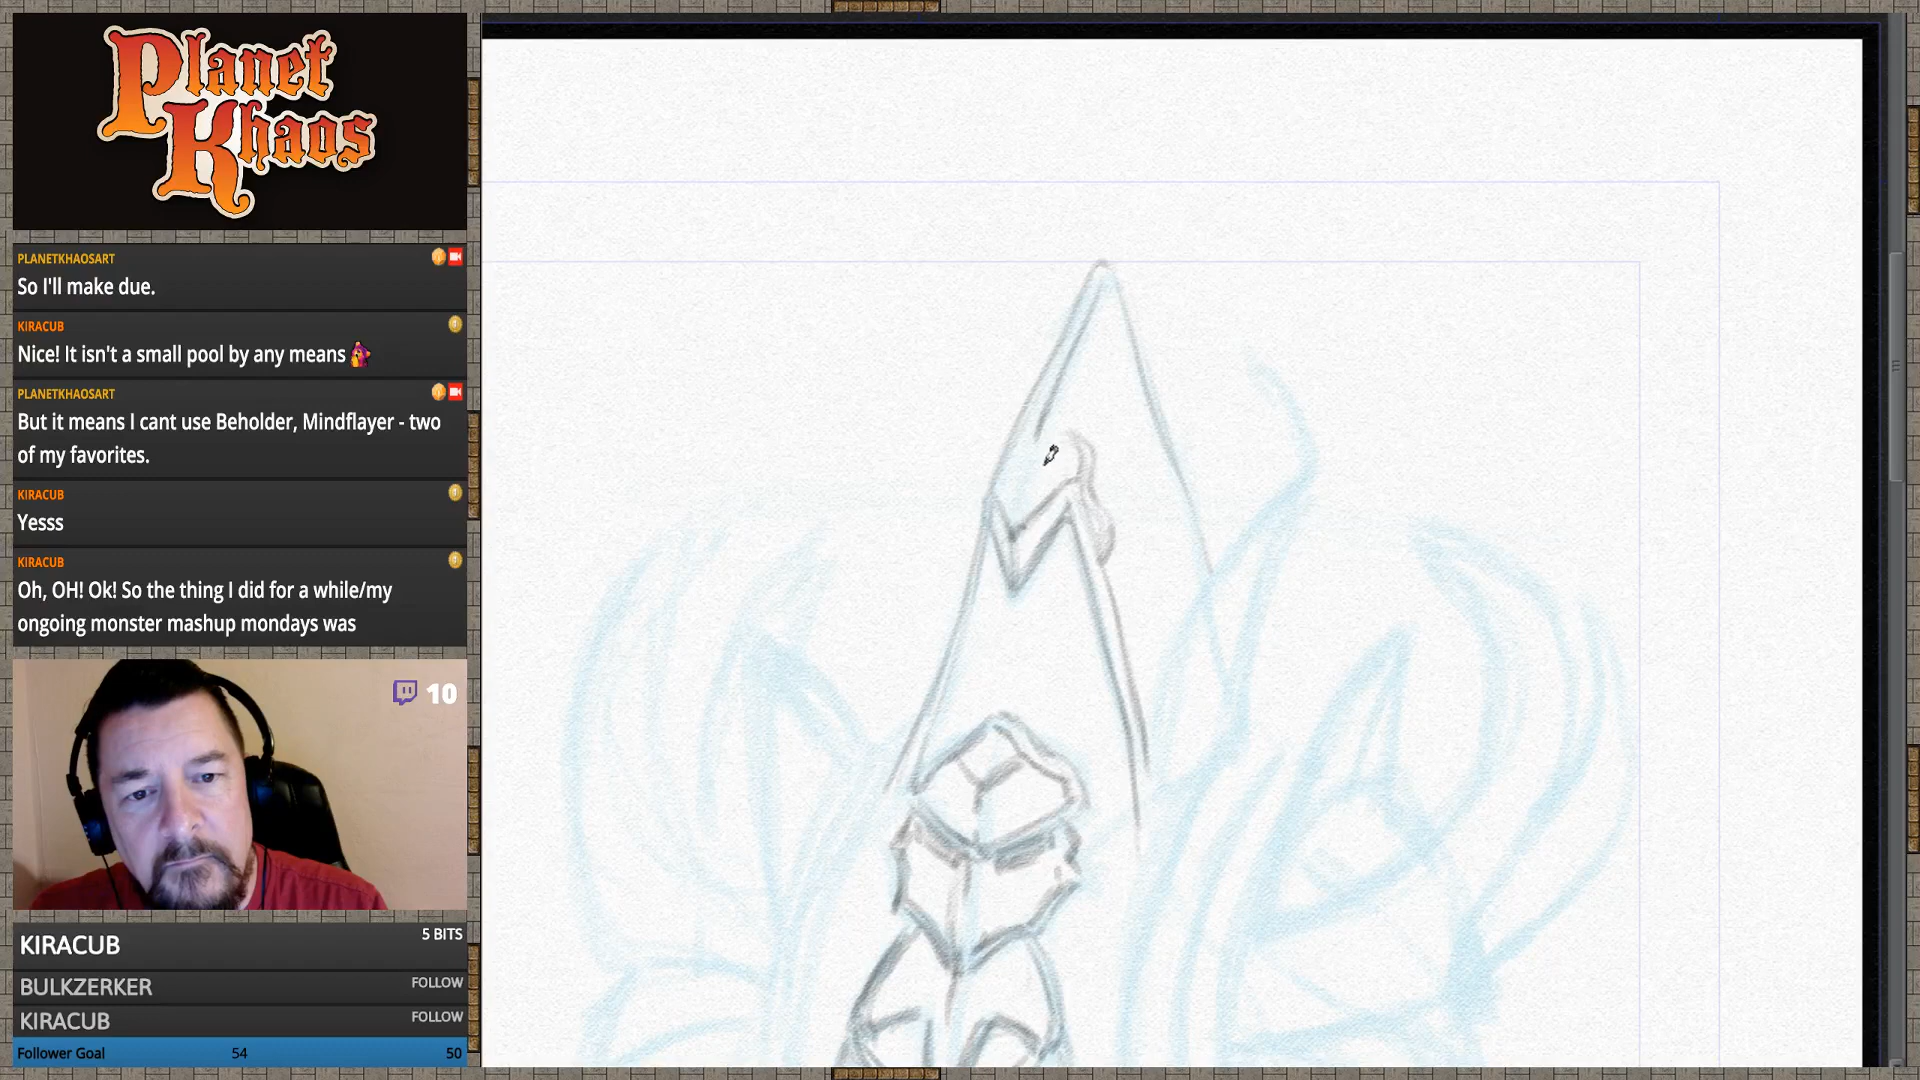 Planet
Khaos
PLANETKHAOSART
So I'll make due.
KIRACUB
Nice! It isn't a small pool by any means
PLANETKHAOSART
But it means I cant use Beholder, Mindflayer - two
of my favorites.
KIRACUB
Yesss
KIRACUB
Oh, OH! Ok! So the thing I did for a while/my
ongoing monster mashup mondays was
10
KIRACUB 5 BITS
BULKZERKER FOLLOW
KIRACUB FOLLOW
Follower Goal 54 50